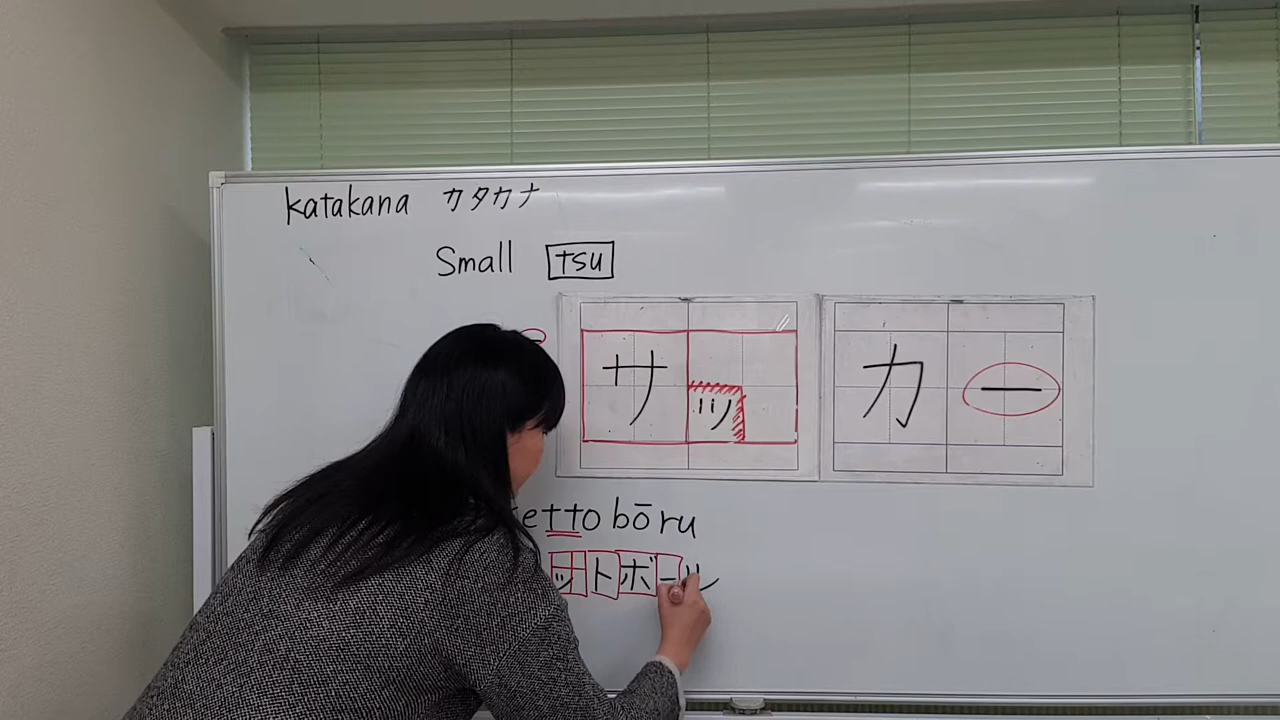 katakana カタカナ
Small tsu
サッ カー
etto bōru
ットボール